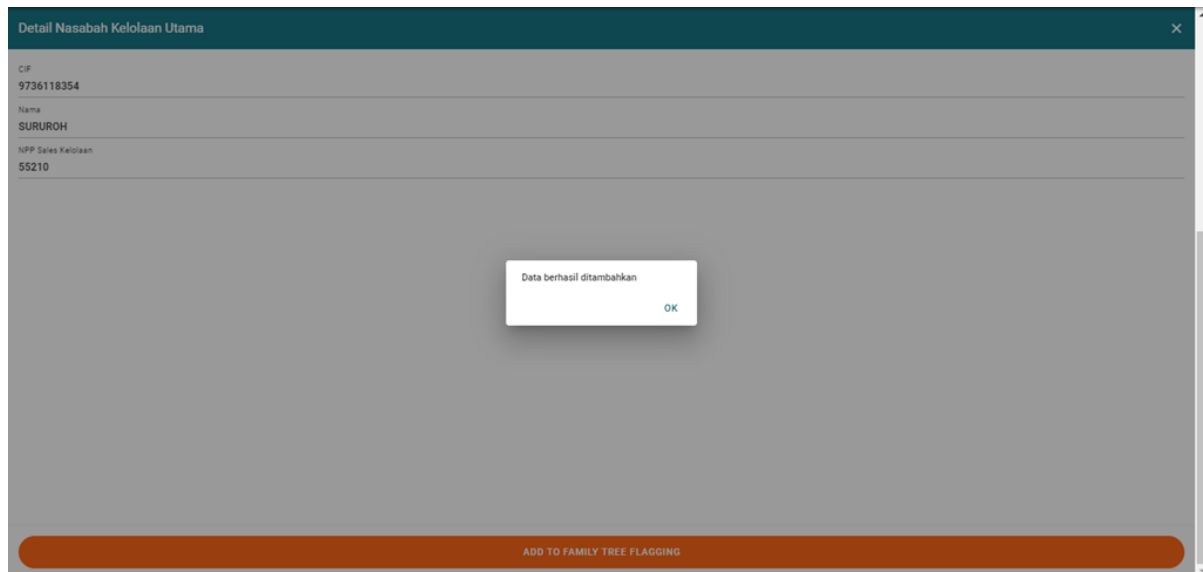 Detail Nasabah Kelolaan Utama
CIF
9736118354
Nama
SURUROH
NPP Sales Kelolaan
55210
Data berhasil ditambahkan
OK
ADD TO FAMILY TREE FLAGGING